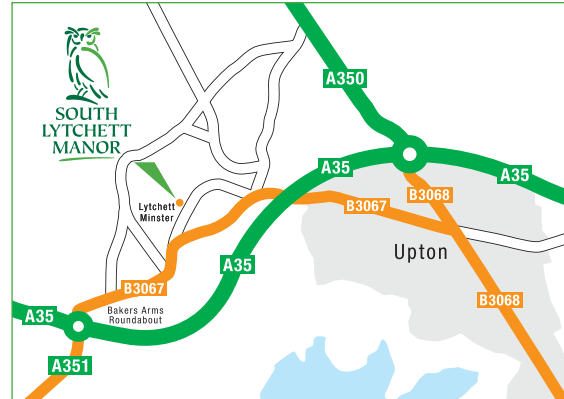 SOUTH
LYTCHETT
MANOR
A350
A35
A35
B3068
Lytchett
Minster
B3067
Upton
A35
B3067
B3068
Bakers Arms
Roundabout
A35
A351